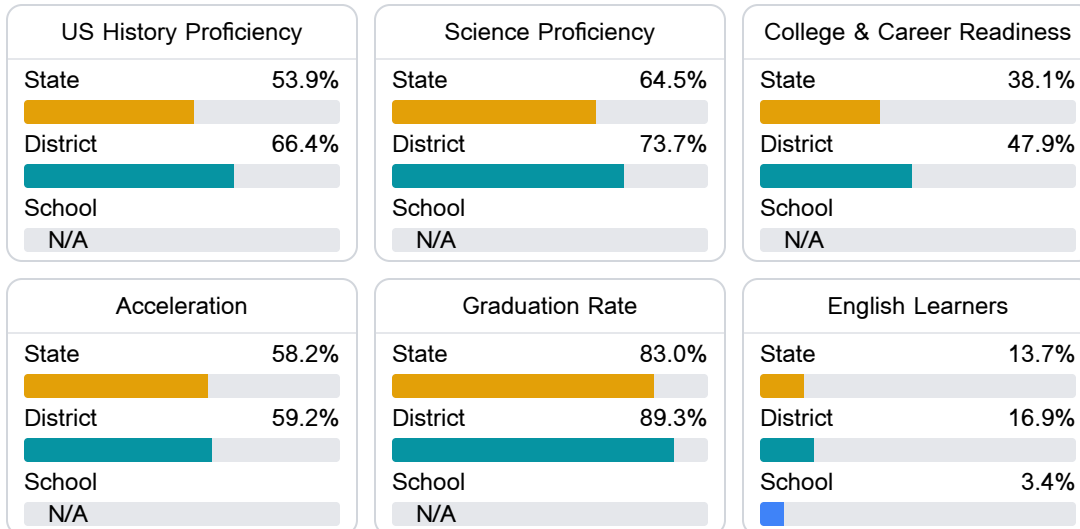 US History Proficiency
State 53.9%
District 66.4%
School
N/A
Science Proficiency
State 64.5%
District 73.7%
School
N/A
College & Career Readiness
State 38.1%
District 47.9%
School
N/A
Acceleration
State 58.2%
District 59.2%
School
N/A
Graduation Rate
State 83.0%
District 89.3%
School
N/A
English Learners
State 13.7%
District 16.9%
School 3.4%